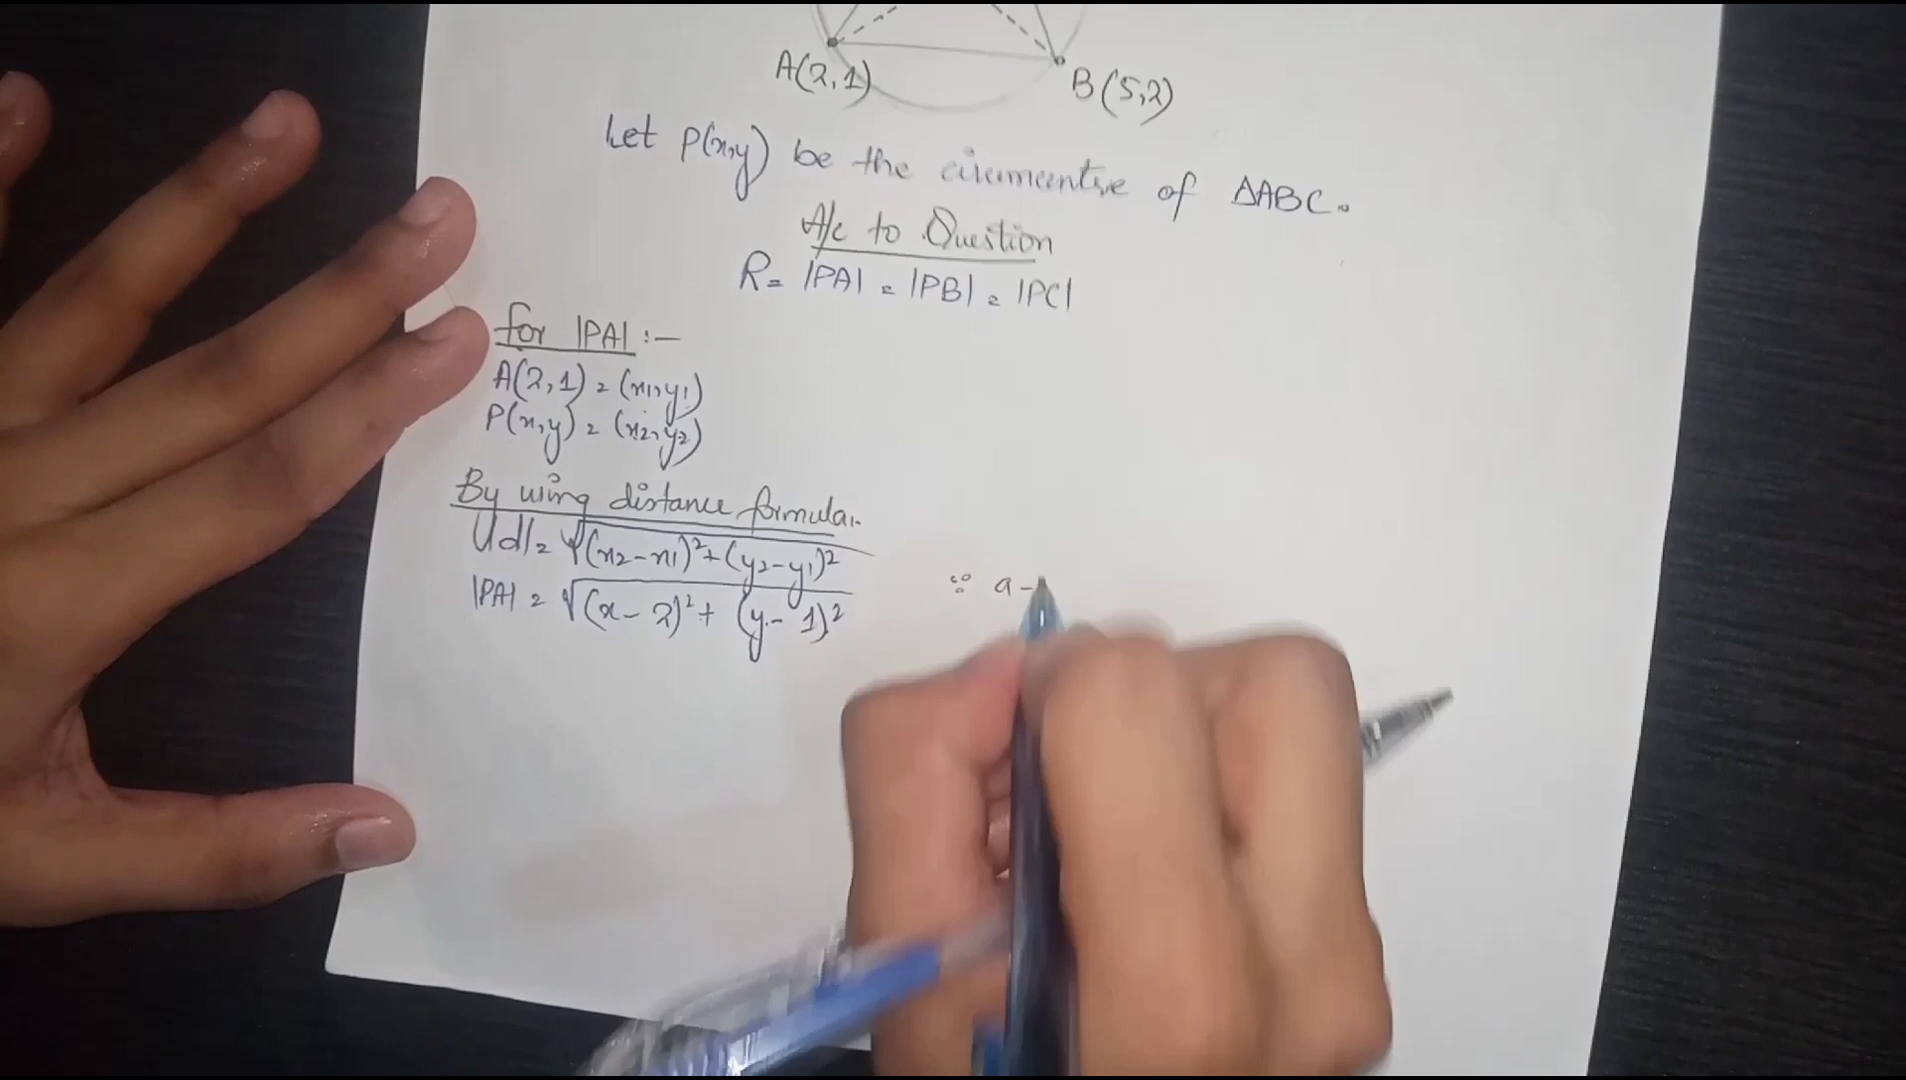 A(2,1)
B(5,2)
Let P(x,y) be the circumcentre of ΔABC.
A/c to Question
R = |PA| = |PB| = |PC|
for |PA| :-
A(2,1) = (x1,y1)
P(x,y) = (x2,y2)
By using distance formula:-
|d| = √(x2-x1)²+(y2-y1)²
|PA| = √(x-2)²+(y-1)²
∵ a-